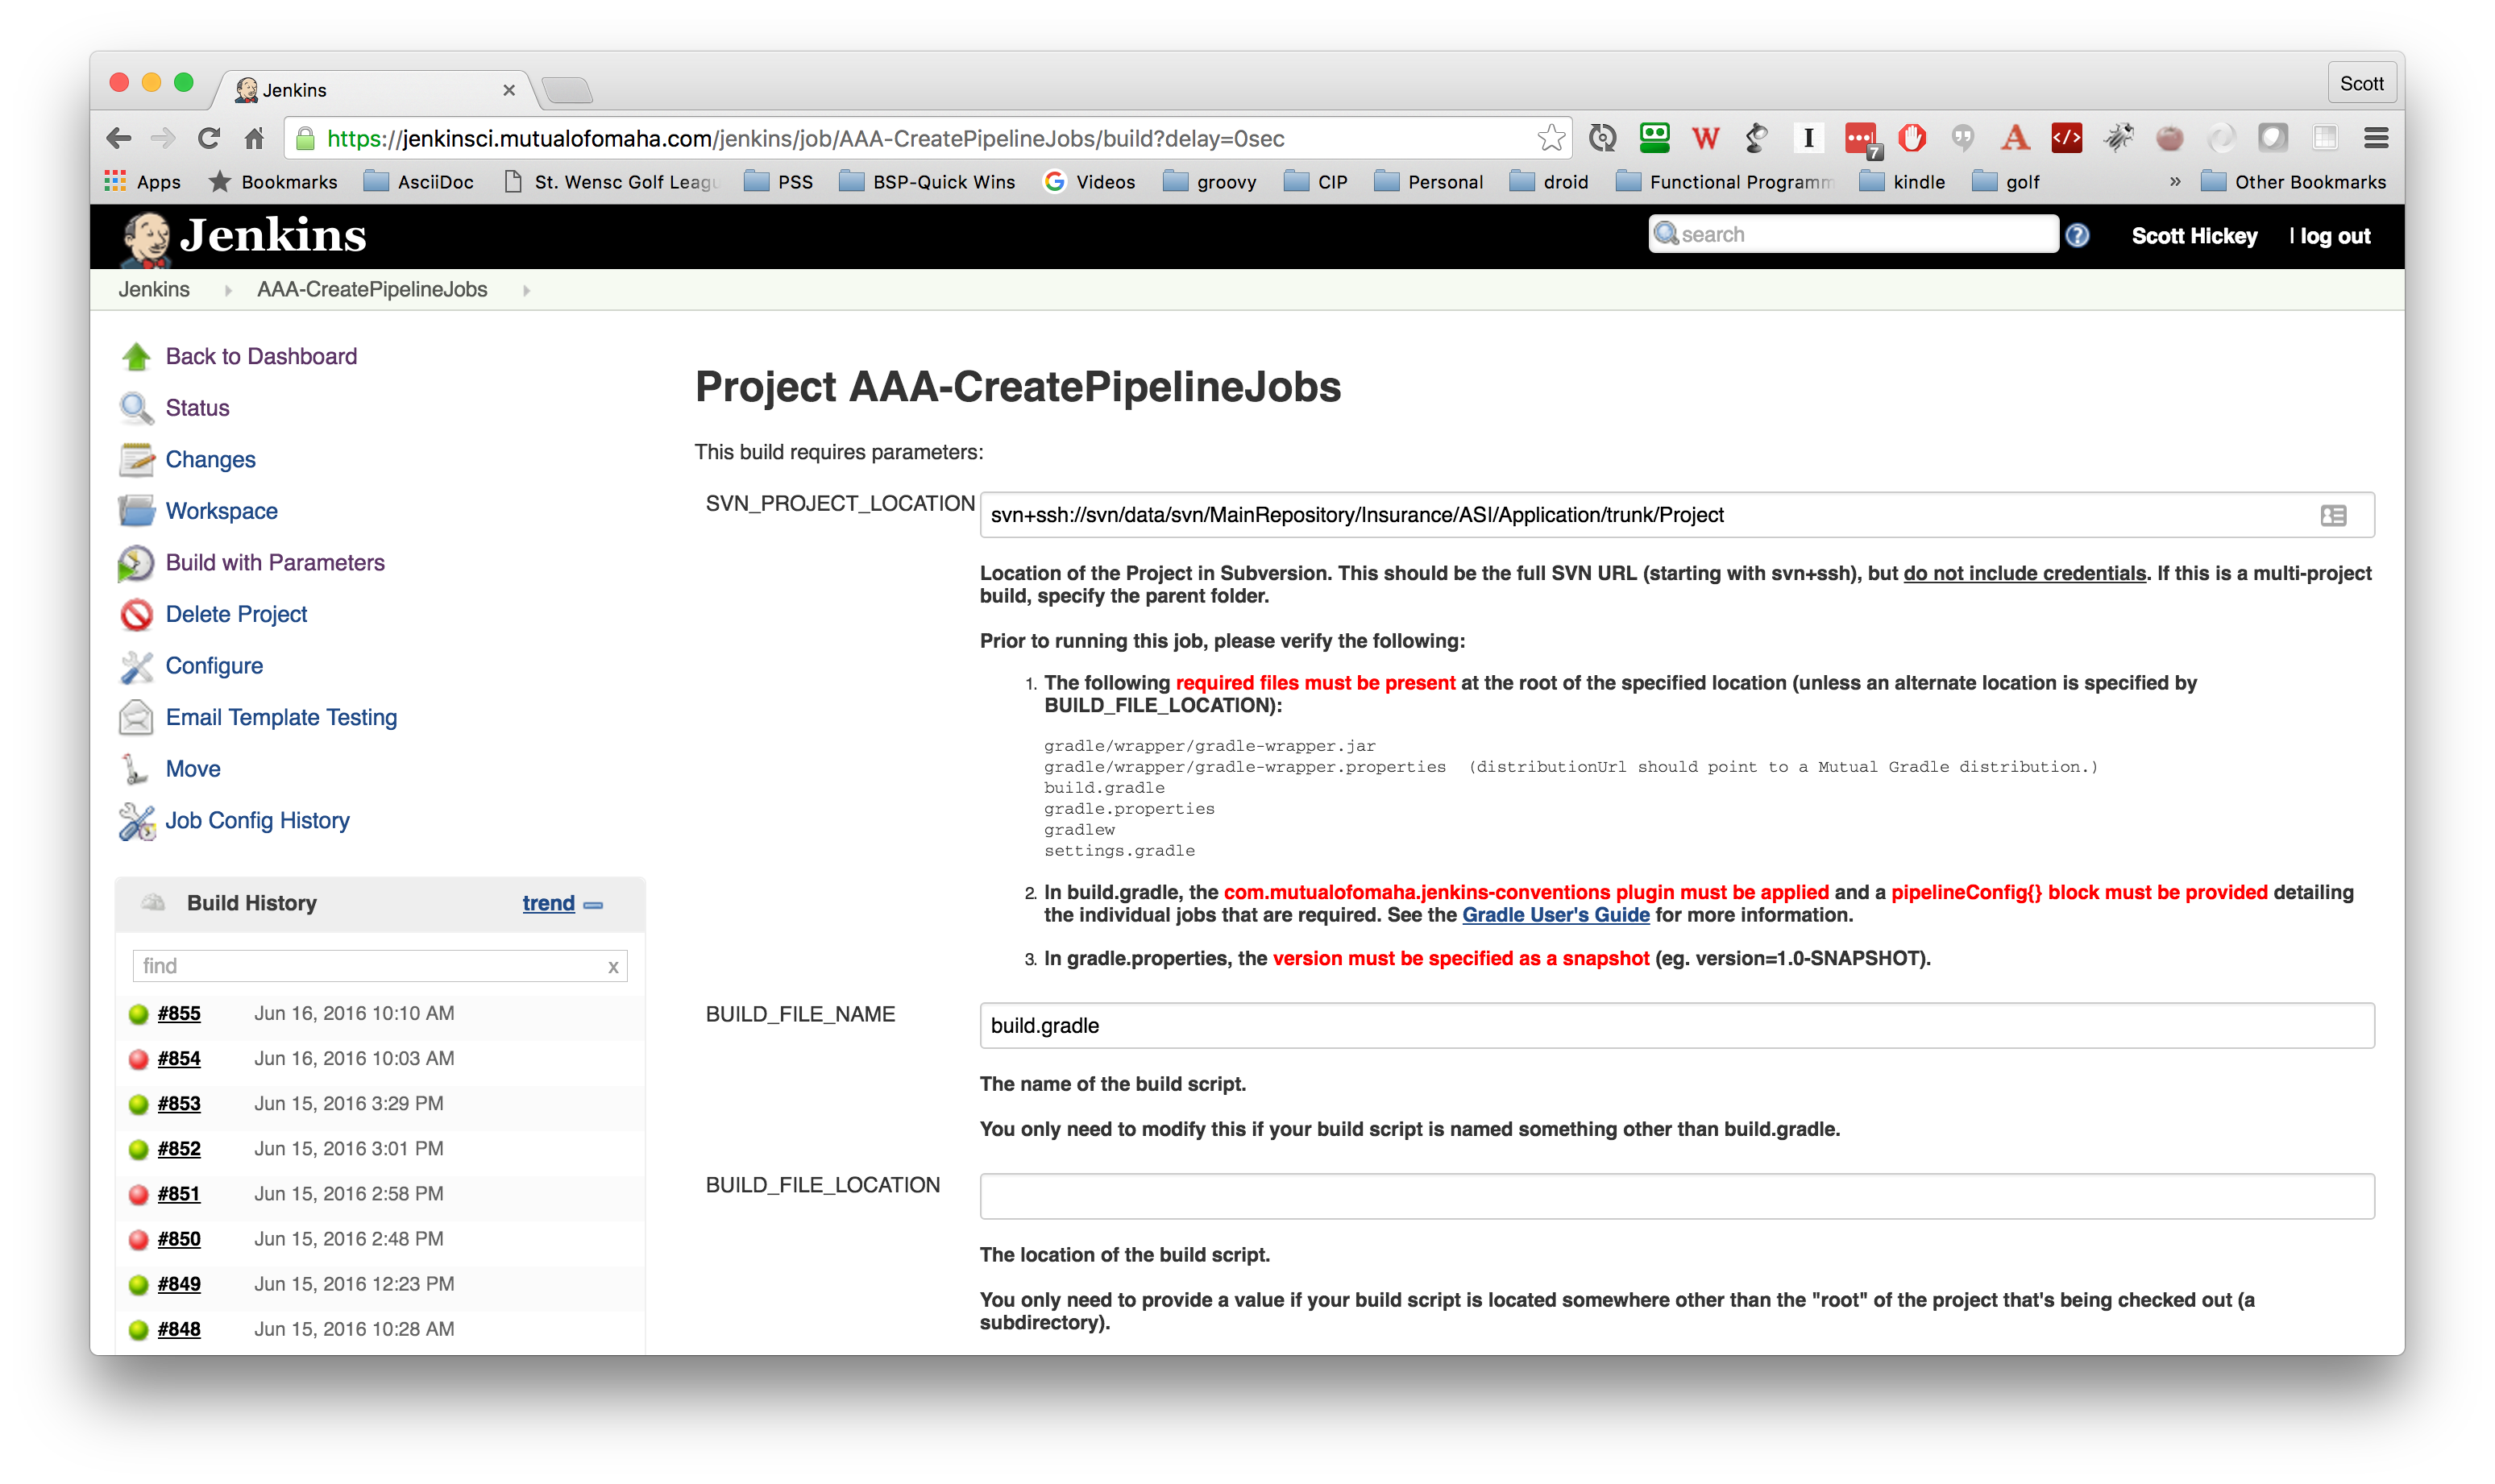 Jenkins
Scott
https://jenkinsci.mutualofomaha.com/jenkins/job/AAA-CreatePipelineJobs/build?delay=0sec
W
I
7
A
Apps
Bookmarks
AsciiDoc
St. Wensc Golf Leagu
PSS
BSP-Quick Wins
Videos
groovy
CIP
Personal
droid
Functional Programm
kindle
golf
»
Other Bookmarks
Jenkins
search
Scott Hickey
| log out
Jenkins
AAA-CreatePipelineJobs
Back to Dashboard
Status
Changes
Workspace
Build with Parameters
Delete Project
Configure
Email Template Testing
Move
Job Config History
Build History
trend
find
x
#855 Jun 16, 2016 10:10 AM
#854 Jun 16, 2016 10:03 AM
#853 Jun 15, 2016 3:29 PM
#852 Jun 15, 2016 3:01 PM
#851 Jun 15, 2016 2:58 PM
#850 Jun 15, 2016 2:48 PM
#849 Jun 15, 2016 12:23 PM
#848 Jun 15, 2016 10:28 AM
Project AAA-CreatePipelineJobs
This build requires parameters:
SVN_PROJECT_LOCATION
svn+ssh://svn/data/svn/MainRepository/Insurance/ASI/Application/trunk/Project
Location of the Project in Subversion. This should be the full SVN URL (starting with svn+ssh), but do not include credentials. If this is a multi-project
build, specify the parent folder.
Prior to running this job, please verify the following:
1. The following required files must be present at the root of the specified location (unless an alternate location is specified by
BUILD_FILE_LOCATION):
gradle/wrapper/gradle-wrapper.jar
gradle/wrapper/gradle-wrapper.properties (distributionUrl should point to a Mutual Gradle distribution.)
build.gradle
gradle.properties
gradlew
settings.gradle
2. In build.gradle, the com.mutualofomaha.jenkins-conventions plugin must be applied and a pipelineConfig{} block must be provided detailing
the individual jobs that are required. See the Gradle User's Guide for more information.
3. In gradle.properties, the version must be specified as a snapshot (eg. version=1.0-SNAPSHOT).
BUILD_FILE_NAME
build.gradle
The name of the build script.
You only need to modify this if your build script is named something other than build.gradle.
BUILD_FILE_LOCATION
The location of the build script.
You only need to provide a value if your build script is located somewhere other than the "root" of the project that's being checked out (a
subdirectory).